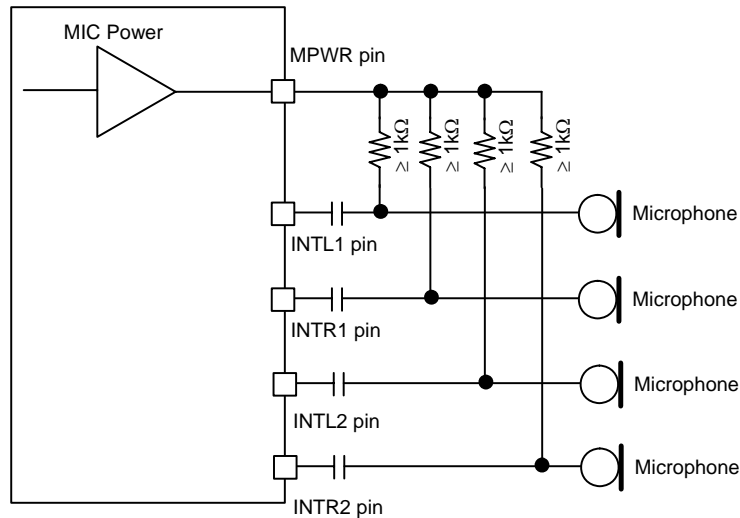 MIC Power
MPWR pin
≥ 1kΩ
≥ 1kΩ
≥ 1kΩ
≥ 1kΩ
Microphone
INTL1 pin
Microphone
INTR1 pin
Microphone
INTL2 pin
Microphone
INTR2 pin